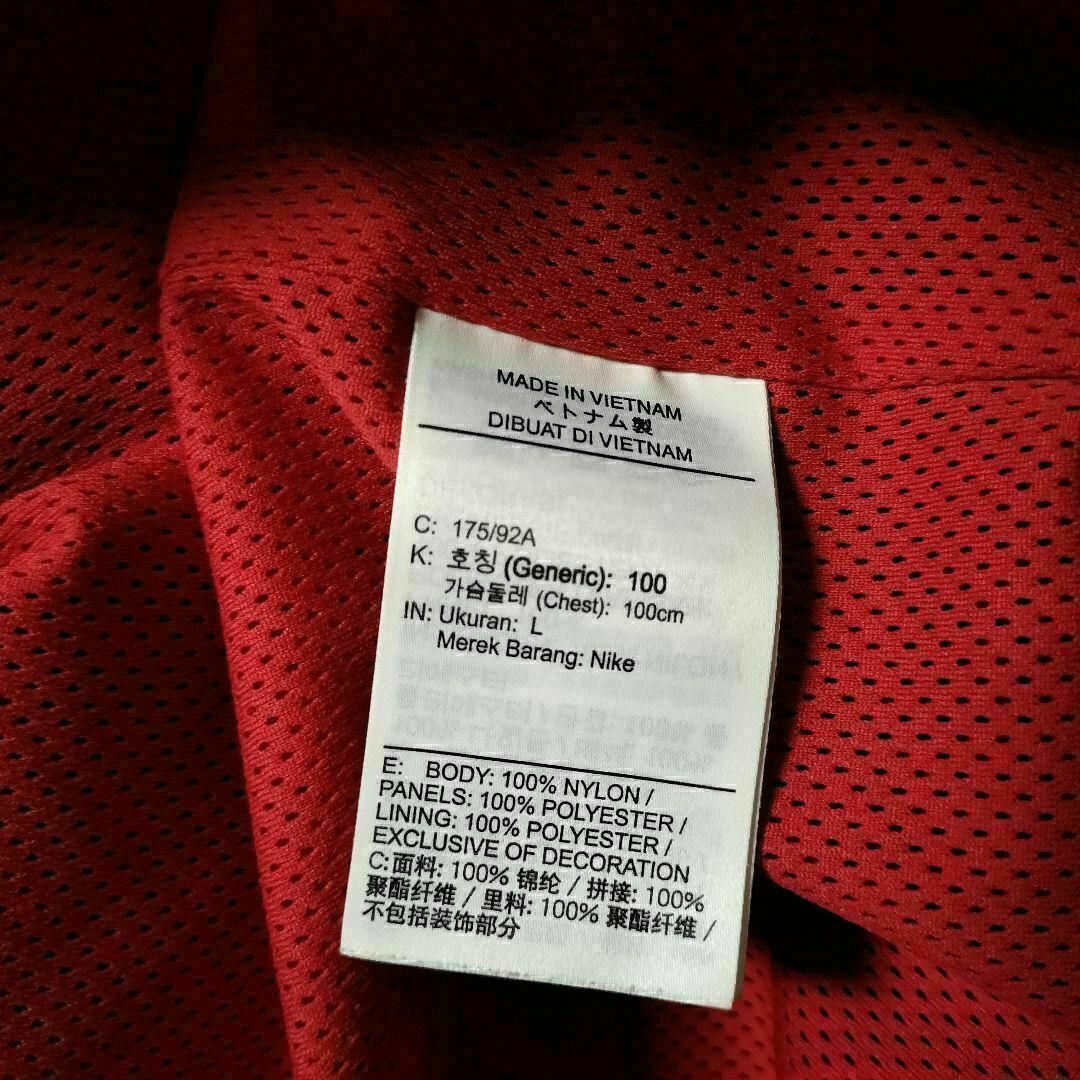 MADE IN VIETNAM
ベトナム製
DIBUAT DI VIETNAM
C: 175/92A
K: 호칭 (Generic): 100
가슴둘레 (Chest): 100cm
IN: Ukuran: L
Merek Barang: Nike
E: BODY: 100% NYLON /
PANELS: 100% POLYESTER /
LINING: 100% POLYESTER /
EXCLUSIVE OF DECORATION
C:面料: 100% 锦纶 / 拼接: 100%
聚酯纤维 / 里料: 100% 聚酯纤维 /
不包括装饰部分